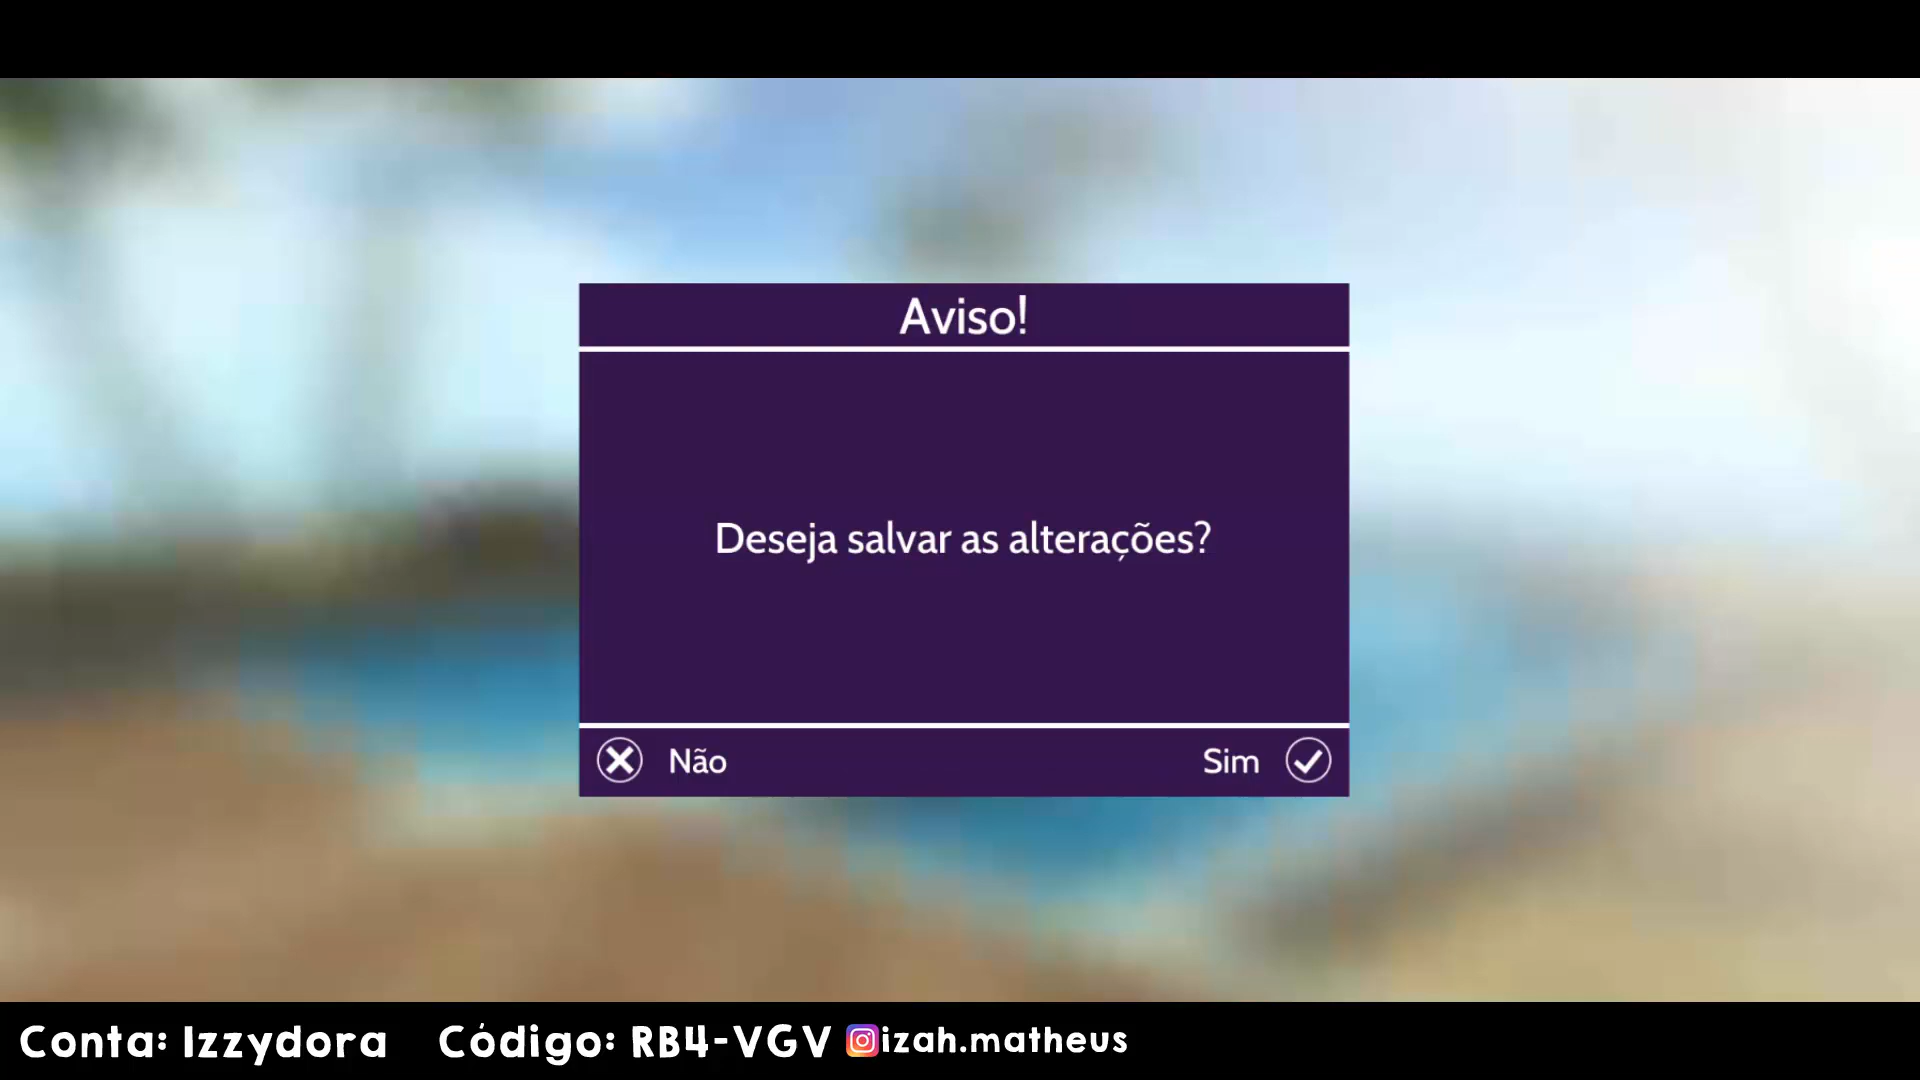 Aviso!
Deseja salvar as alterações?
Não Sim
Conta: Izzydora Código: RB4-VGV izah.matheus